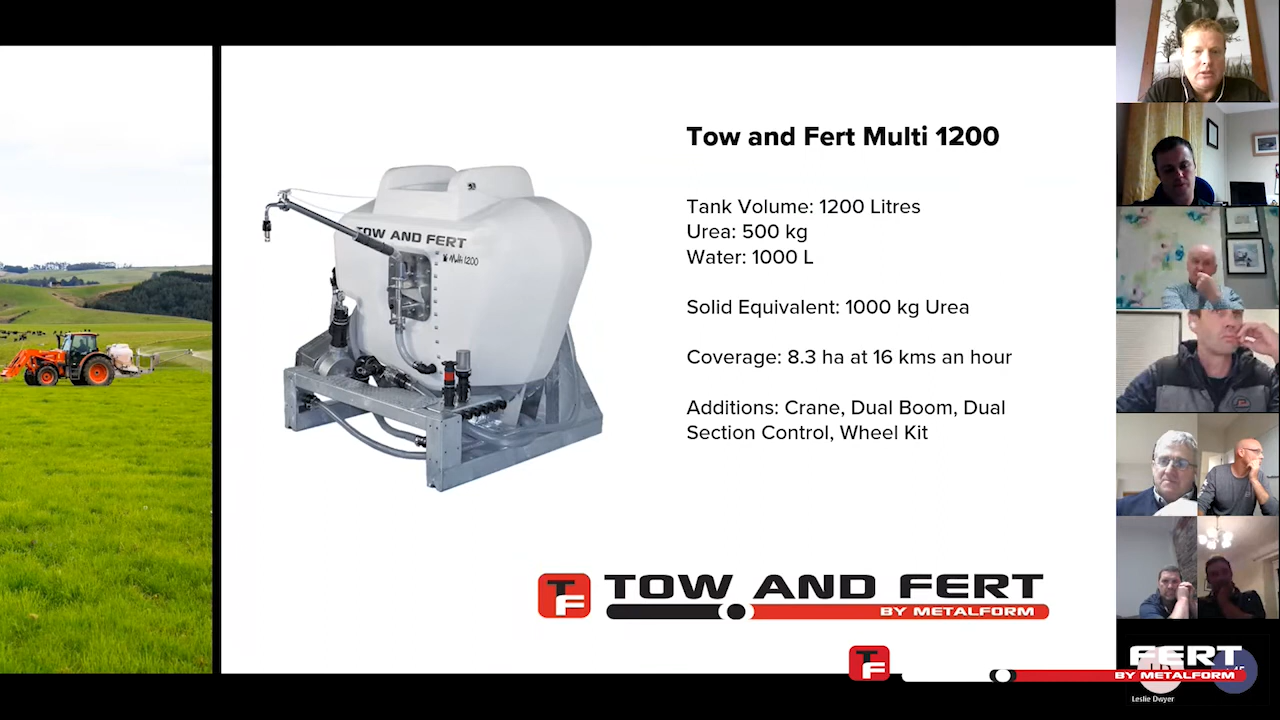 Tow and Fert Multi 1200
Tank Volume: 1200 Litres
Urea: 500 kg
Water: 1000 L
Solid Equivalent: 1000 kg Urea
Coverage: 8.3 ha at 16 kms an hour
Additions: Crane, Dual Boom, Dual
Section Control, Wheel Kit
TOW AND FERT
Multi 1200
TF
TOW AND FERT
BY METALFORM
TF
FERT
BY METALFORM
Leslie Dwyer